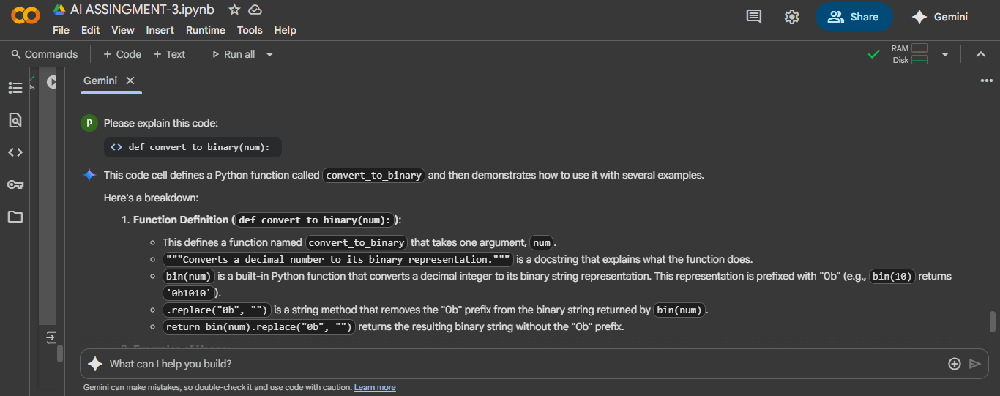 AI ASSINGMENT-3.ipynb
File Edit View Insert Runtime Tools Help
Share
Gemini
Commands + Code + Text Run all
RAM
Disk
Gemini
P
Please explain this code:
<> def convert_to_binary(num):
This code cell defines a Python function called convert_to_binary and then demonstrates how to use it with several examples.
Here's a breakdown:
1. Function Definition (def convert_to_binary(num):):
This defines a function named convert_to_binary that takes one argument, num.
"""Converts a decimal number to its binary representation.""" is a docstring that explains what the function does.
bin(num) is a built-in Python function that converts a decimal integer to its binary string representation. This representation is prefixed with "0b" (e.g., bin(10) returns
'0b1010').
.replace("0b", "") is a string method that removes the "0b" prefix from the binary string returned by bin(num).
return bin(num).replace("0b", "") returns the resulting binary string without the "0b" prefix.
What can I help you build?
Gemini can make mistakes, so double-check it and use code with caution. Learn more